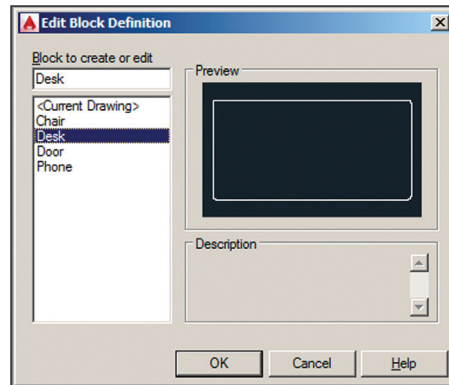 Edit Block Definition
Block to create or edit
Desk
<Current Drawing>
Chair
Desk
Door
Phone
Preview
Description
OK
Cancel
Help